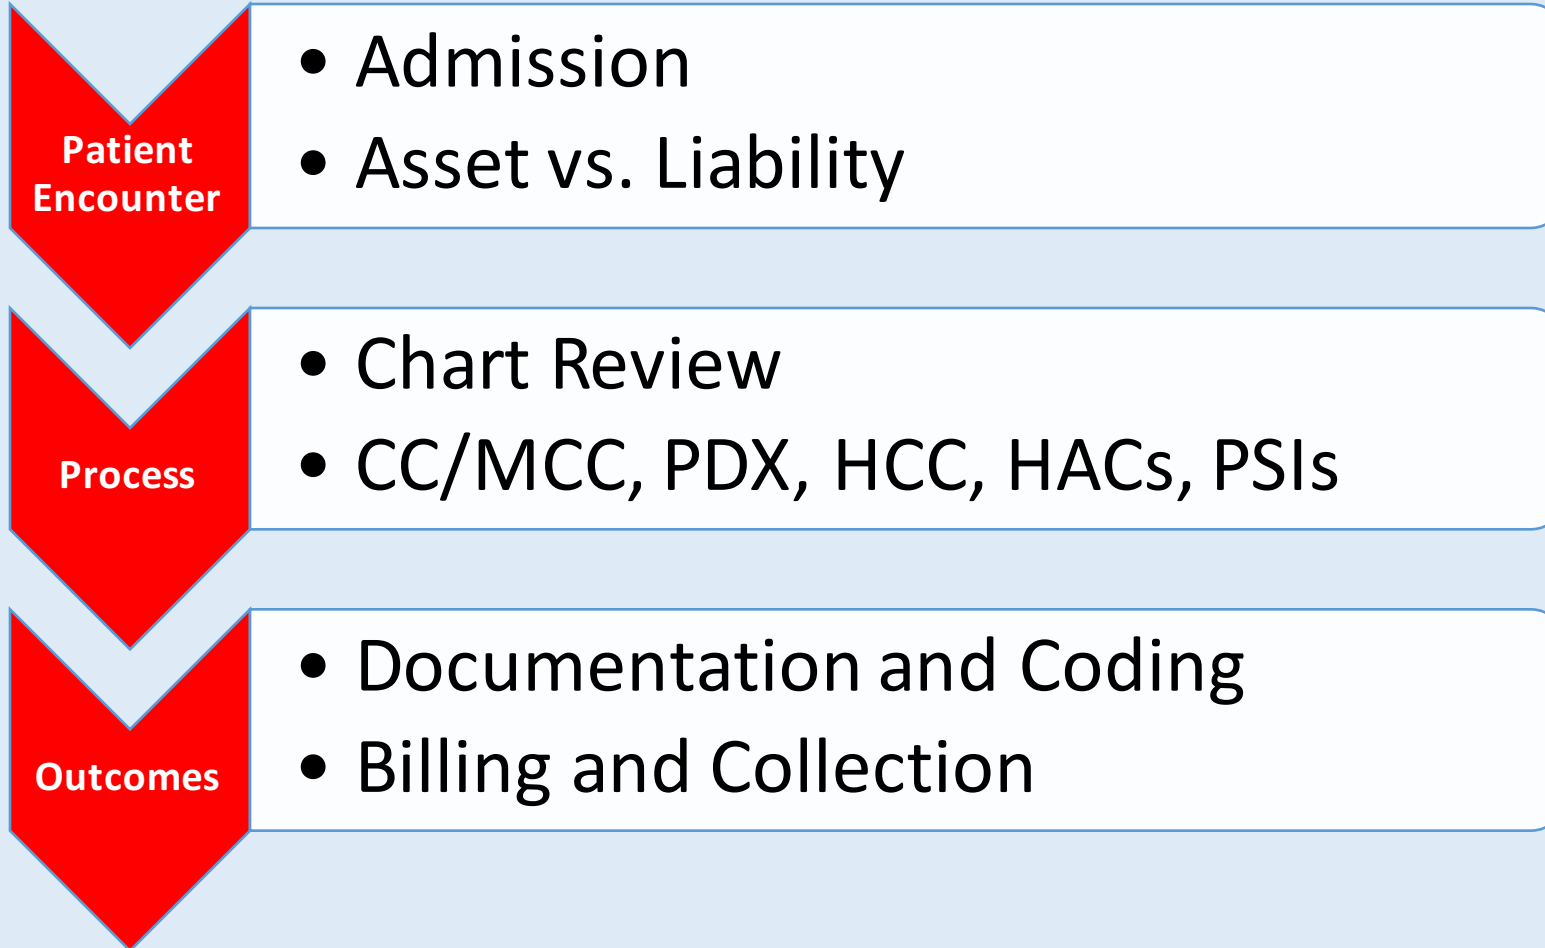 Patient
Encounter
• Admission
• Asset vs. Liability
Process
• Chart Review
• CC/MCC, PDX, HCC, HACs, PSIs
Outcomes
• Documentation and Coding
• Billing and Collection